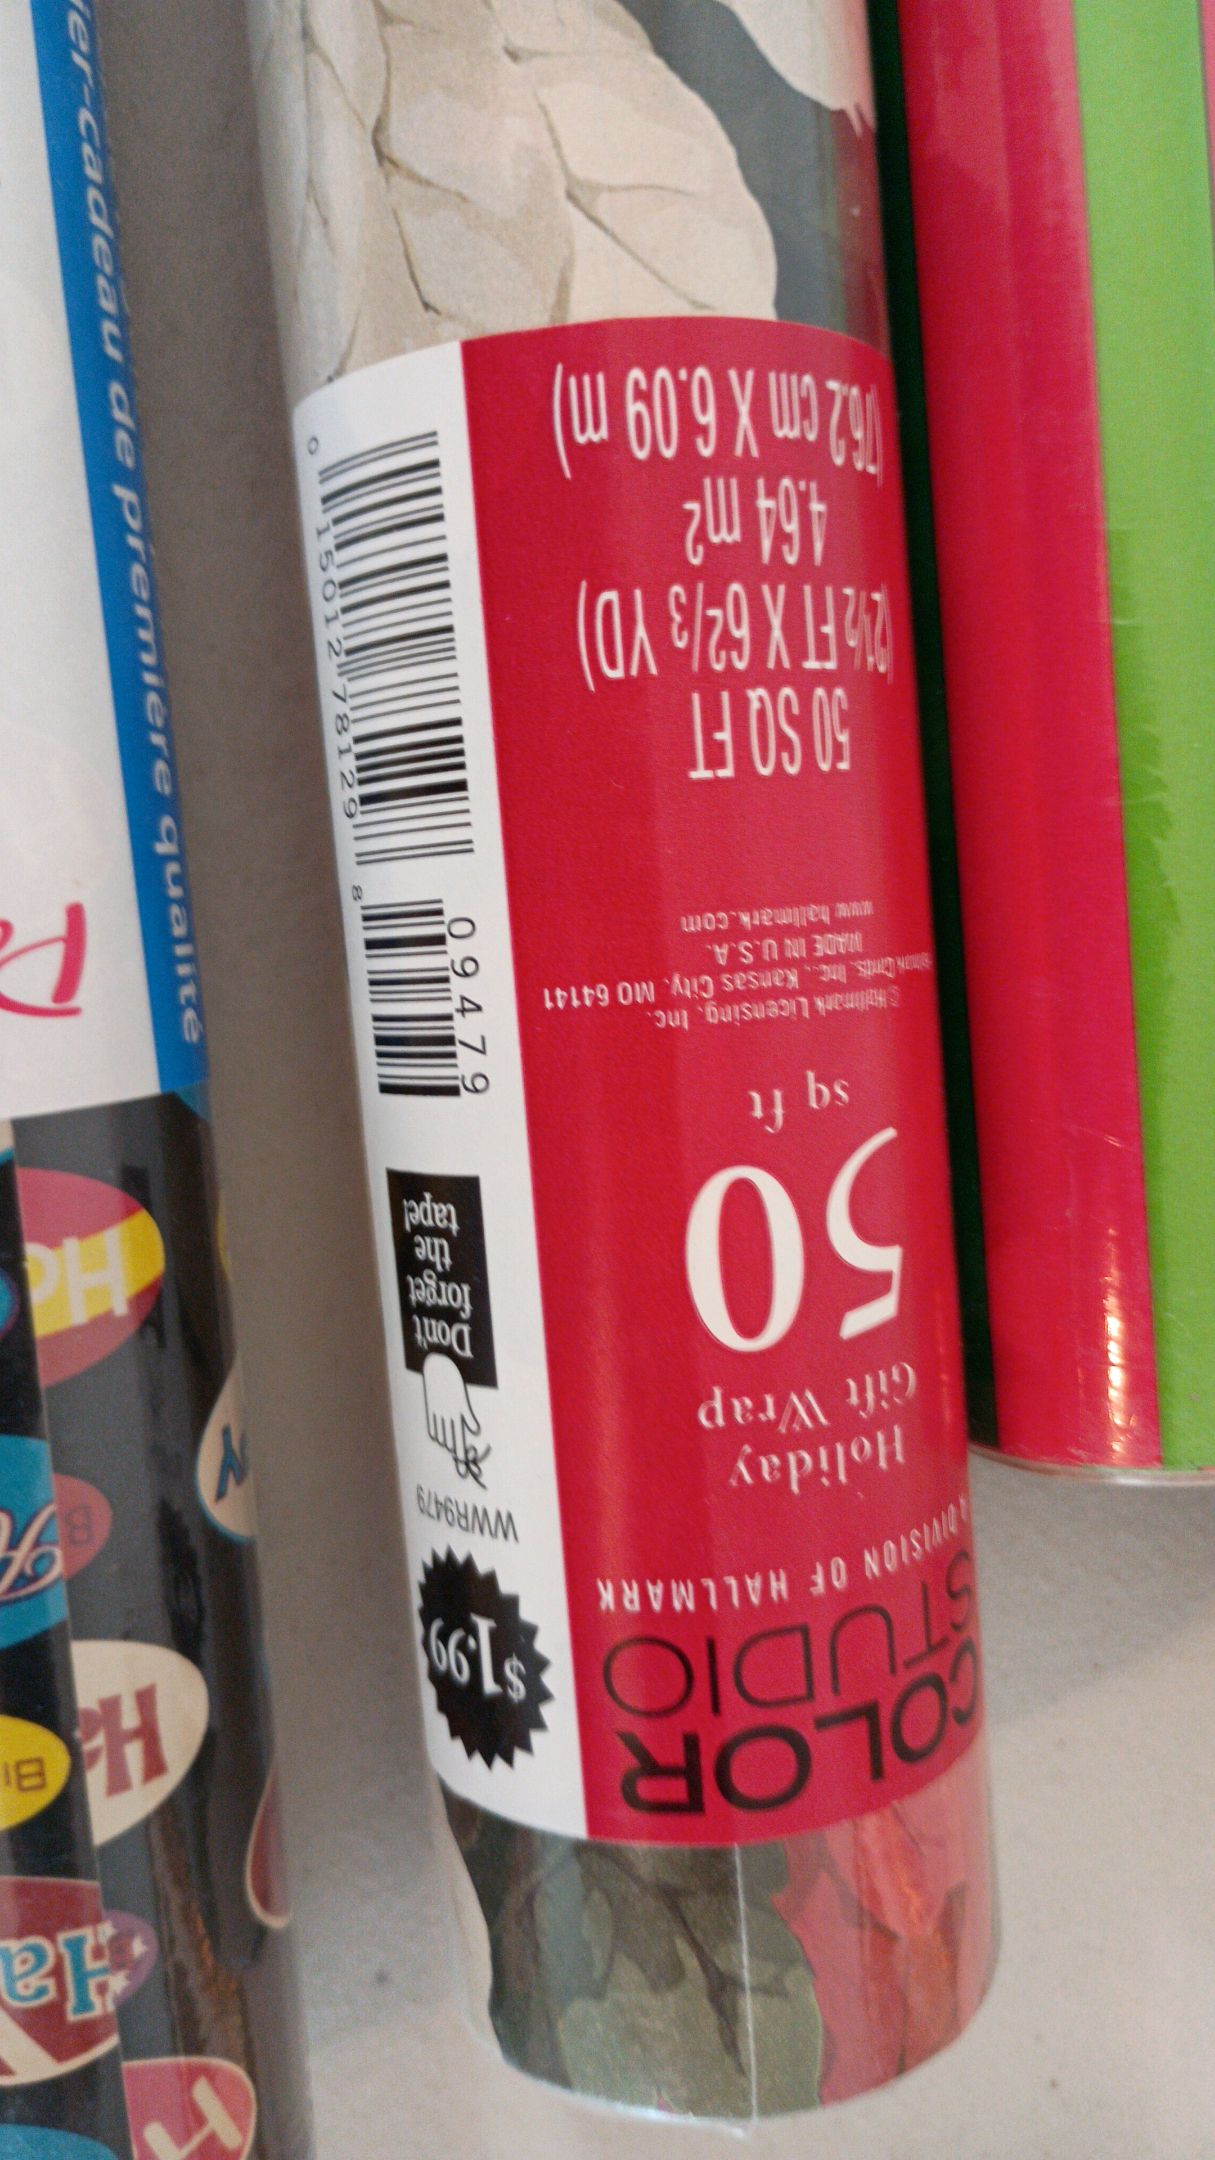 COLOR
STUDIO
A DIVISION OF HALLMARK
Holiday
Gift Wrap
50
sq ft
©Hallmark Licensing, Inc.
Cards, Inc., Kansas City, MO 64141
MADE IN U.S.A.
www.hallmark.com
50 SQ FT
(2½ FT X 6⅔ YD)
4.64 m²
(76.2 cm X 6.09 m)
$1.99
WWR9479
Don't
forget
the
tape!
0 15012 78129 8
09479
ier-cadeau de première qualité
Ha
Ha